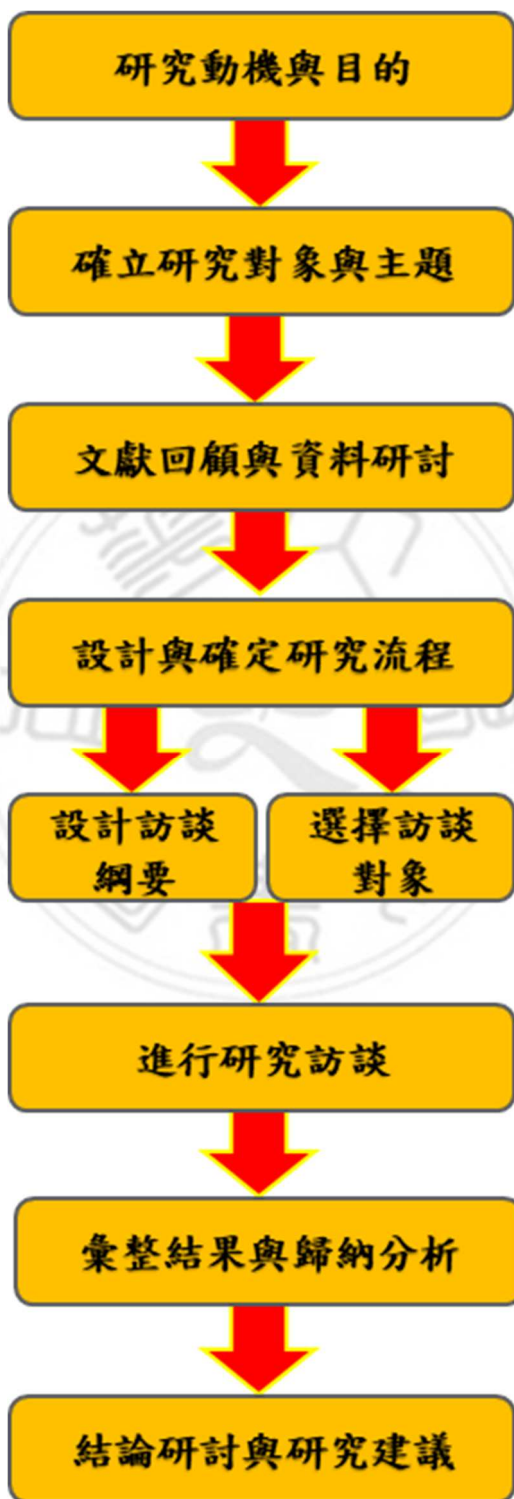 研究動機與目的
確立研究對象與主題
文獻回顧與資料研討
設計與確定研究流程
設計訪談
綱要
選擇訪談
對象
進行研究訪談
彙整結果與歸納分析
結論研討與研究建議